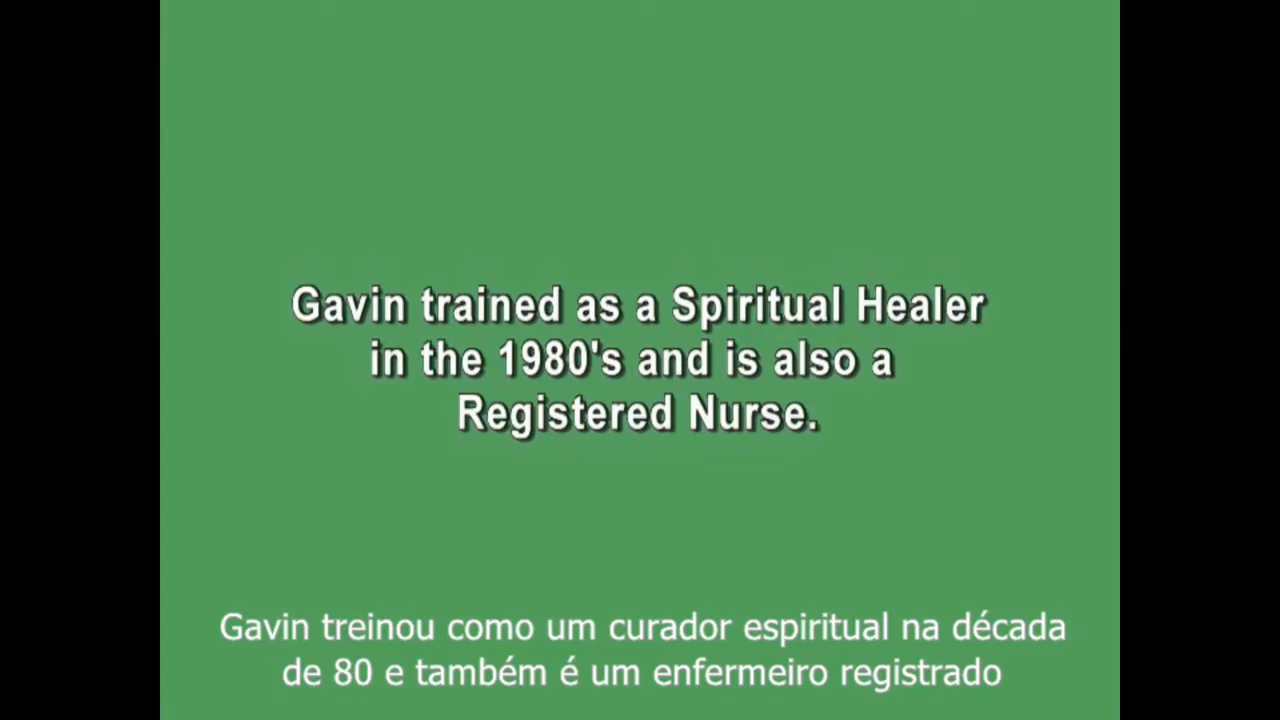 Gavin trained as a Spiritual Healer
in the 1980's and is also a
Registered Nurse.
Gavin treinou como um curador espiritual na década
de 80 e também é um enfermeiro registrado